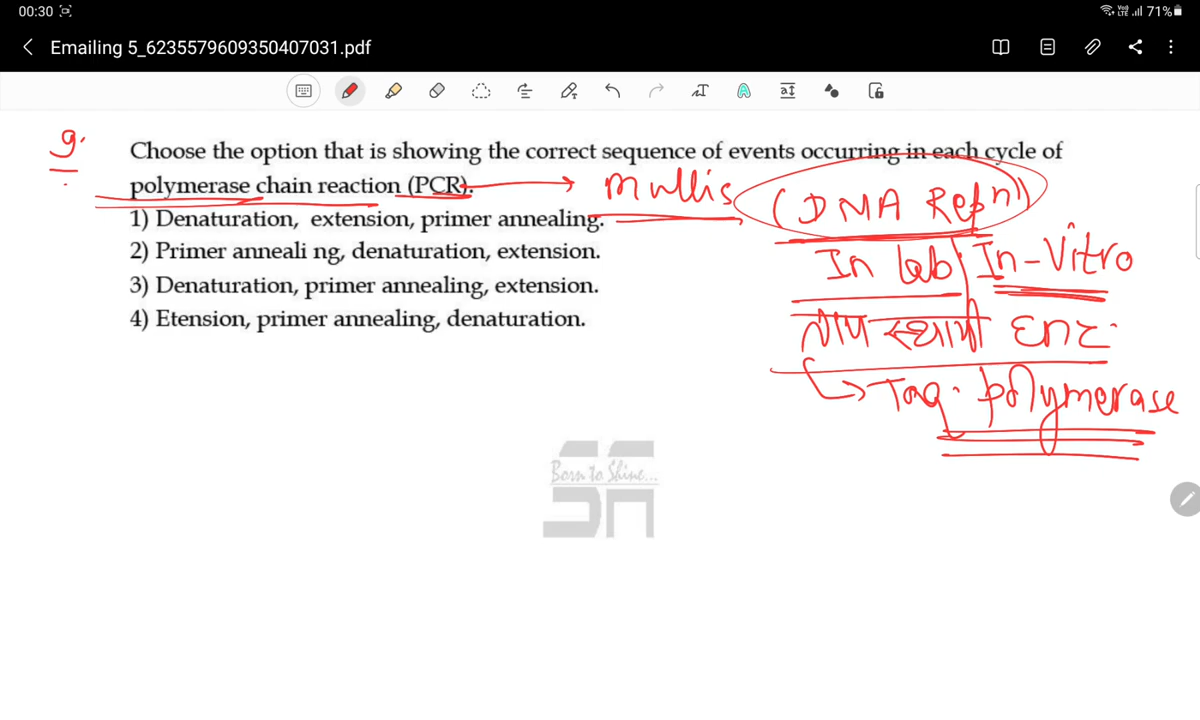 00:30
71%
Emailing 5_6235579609350407031.pdf
9.
Choose the option that is showing the correct sequence of events occurring in each cycle of
polymerase chain reaction (PCR).
mullis
(DNA Repn)
1) Denaturation, extension, primer annealing.
2) Primer anneali ng, denaturation, extension.
In lab In-Vitro
3) Denaturation, primer annealing, extension.
4) Etension, primer annealing, denaturation.
ताप स्थायी enz.
Taq. polymerase
Born to Shine...